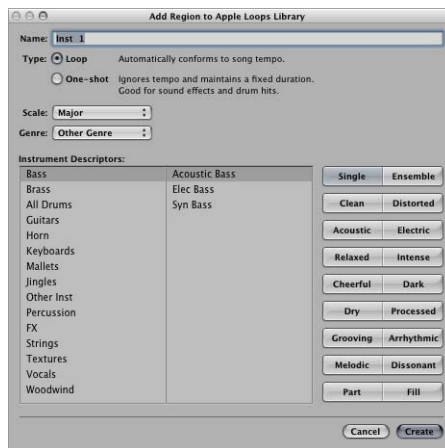 Add Region to Apple Loops Library
Name: Inst 1
Type: Loop Automatically conforms to song tempo.
One-shot Ignores tempo and maintains a fixed duration.
Good for sound effects and drum hits.
Scale: Major
Genre: Other Genre
Instrument Descriptors:
Bass Acoustic Bass Single Ensemble
Brass Elec Bass
All Drums Syn Bass Clean Distorted
Guitars
Horn Acoustic Electric
Keyboards
Mallets Relaxed Intense
Jingles
Other Inst Cheerful Dark
Percussion
FX Dry Processed
Strings
Textures Grooving Arrhythmic
Vocals Melodic Dissonant
Woodwind Part Fill
Cancel Create